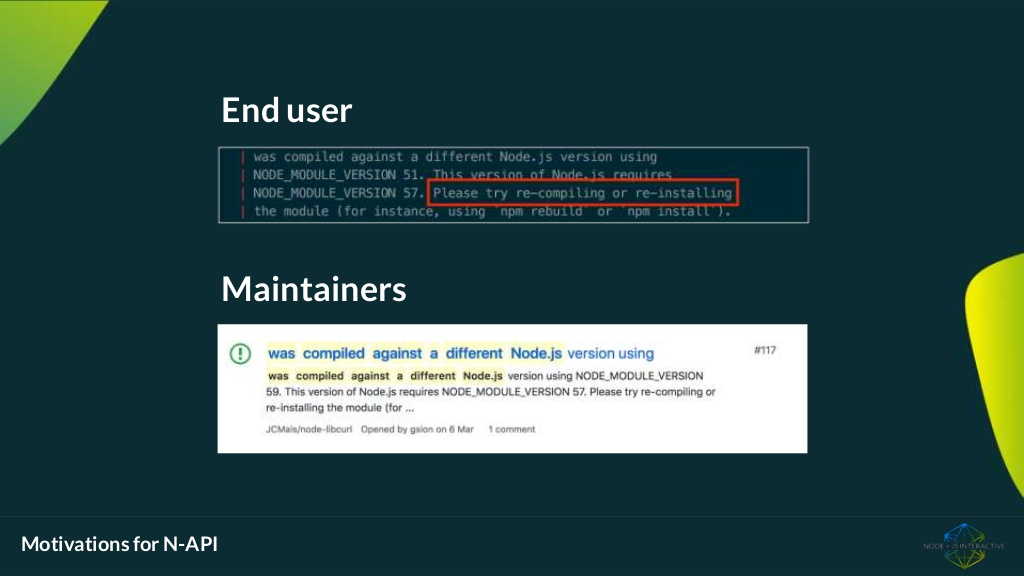 End user
| was compiled against a different Node.js version using
| NODE_MODULE_VERSION 51. This version of Node.js requires
| NODE_MODULE_VERSION 57. Please try re-compiling or re-installing
| the module (for instance, using `npm rebuild` or `npm install`).
Maintainers
was compiled against a different Node.js version using
#117
was compiled against a different Node.js version using NODE_MODULE_VERSION
59. This version of Node.js requires NODE_MODULE_VERSION 57. Please try re-compiling or
re-installing the module (for ...
JCMais/node-libcurl Opened by gsion on 6 Mar 1 comment
Motivations for N-API
NODE + JS INTERACTIVE